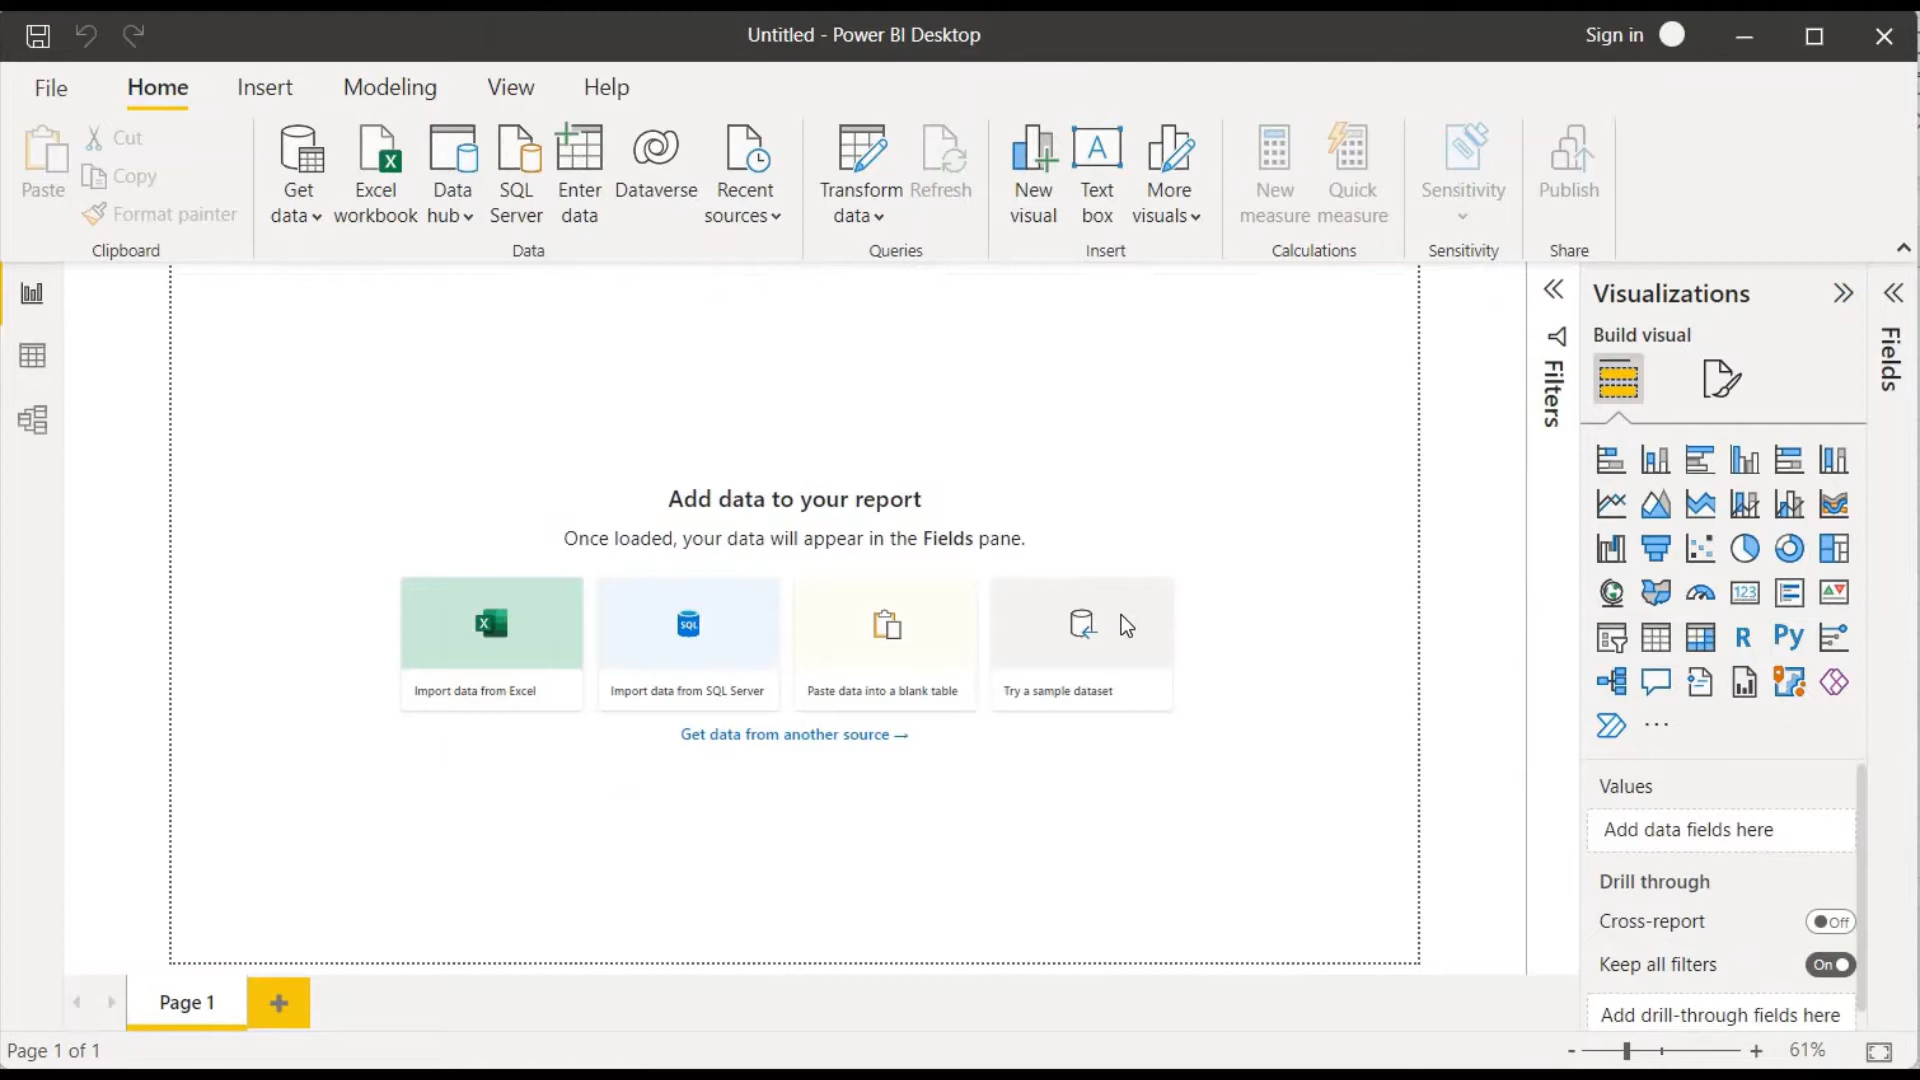 Untitled - Power BI Desktop
Sign in
File
Home
Insert
Modeling
View
Help
Paste
Cut
Copy
Format painter
Clipboard
Get
data
Excel
workbook
Data
hub
SQL
Server
Enter
data
Dataverse
Recent
sources
Data
Transform
data
Refresh
Queries
New
visual
A
Text
box
More
visuals
Insert
New
measure
Quick
measure
Calculations
Sensitivity
Sensitivity
Publish
Share
Filters
Visualizations
Build visual
Fields
123
R
Py
Add data to your report
Once loaded, your data will appear in the Fields pane.
X
SQL
Import data from Excel
Import data from SQL Server
Paste data into a blank table
Try a sample dataset
Get data from another source →
Values
Add data fields here
Drill through
Cross-report
Off
Keep all filters
On
Add drill-through fields here
Page 1
Page 1 of 1
- + 61%